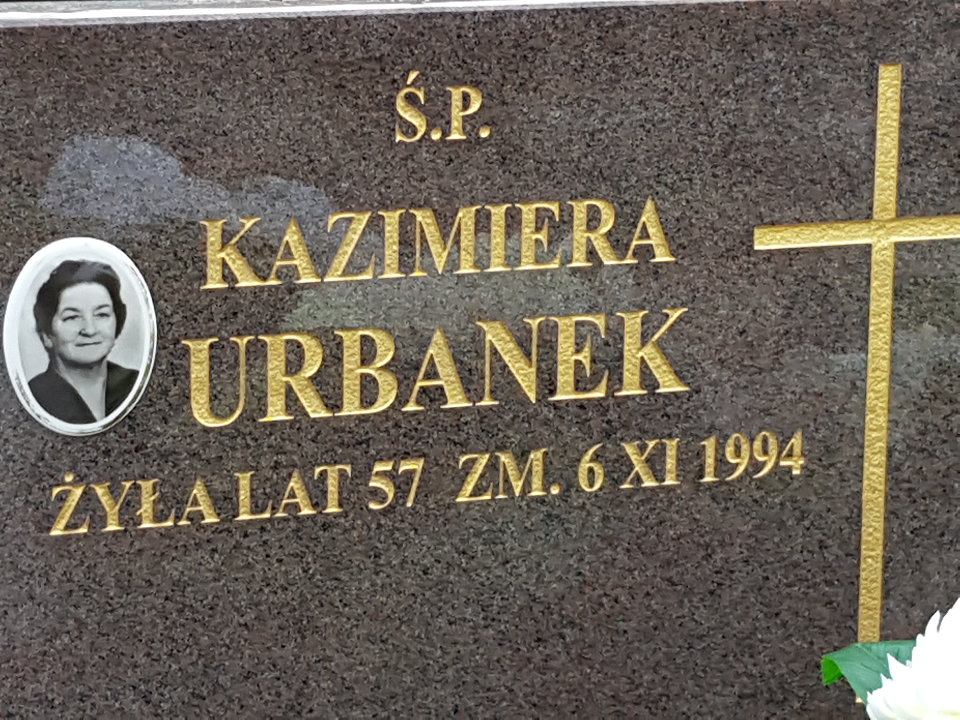 Ś.P.
KAZIMIERA
URBANEK
ŻYŁA LAT 57 ZM. 6 XI 1994